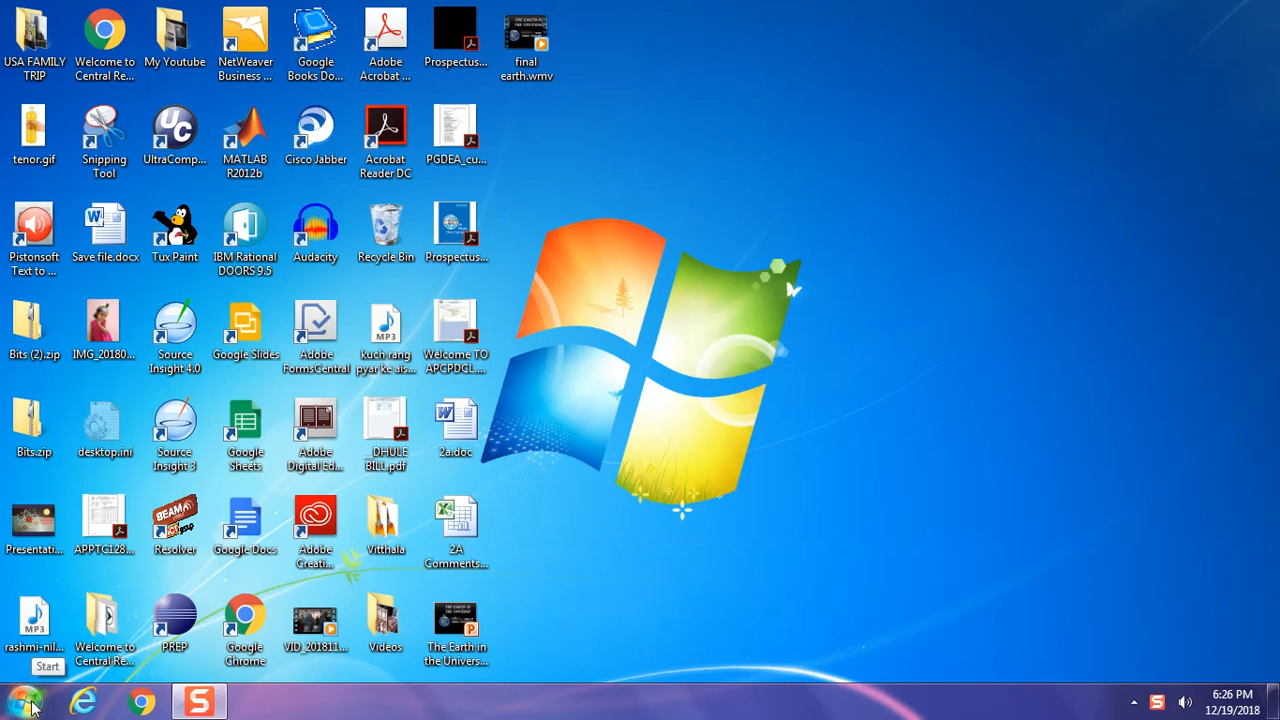 USA FAMILY
TRIP
Welcome to
Central Re...
My Youtube
NetWeaver
Business ...
Google
Books Do...
Adobe
Acrobat ...
Prospectus...
final
earth.wmv
tenor.gif
Snipping
Tool
UltraComp...
MATLAB
R2012b
Cisco Jabber
Acrobat
Reader DC
PGDEA_cu...
Pistonsoft
Text to ...
Save file.docx
Tux Paint
IBM Rational
DOORS 9.5
Audacity
Recycle Bin
Prospectus...
Bits (2).zip
IMG_20180...
Source
Insight 4.0
Google Slides
Adobe
FormsCentral
MP3
kuch rang
pyar ke ais...
Welcome TO
APCPDCL....
Bits.zip
desktop.ini
Source
Insight 3
Google
Sheets
Adobe
Digital Ed...
BILL.pdf
2a.doc
Presentati...
APPTC128...
Resolver
Google Docs
Adobe
Creati...
Vitthala
2A
Comments...
MP3
rashmi-nil...
Welcome to
Central Re...
PREP
Google
Chrome
VID_201811...
Videos
The Earth in
the Univers...
Start
6:26 PM
12/19/2018